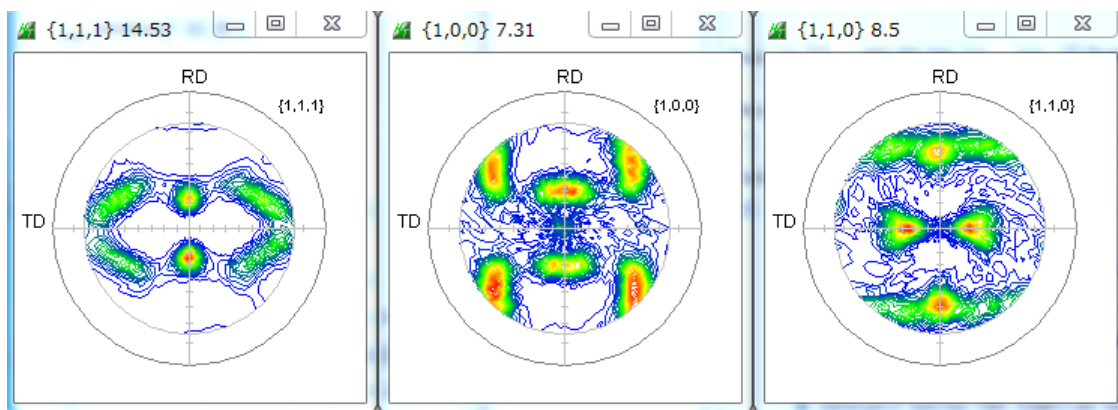 {1,1,1} 14.53
RD
{1,1,1}
TD
{1,0,0} 7.31
RD
{1,0,0}
TD
{1,1,0} 8.5
RD
{1,1,0}
TD